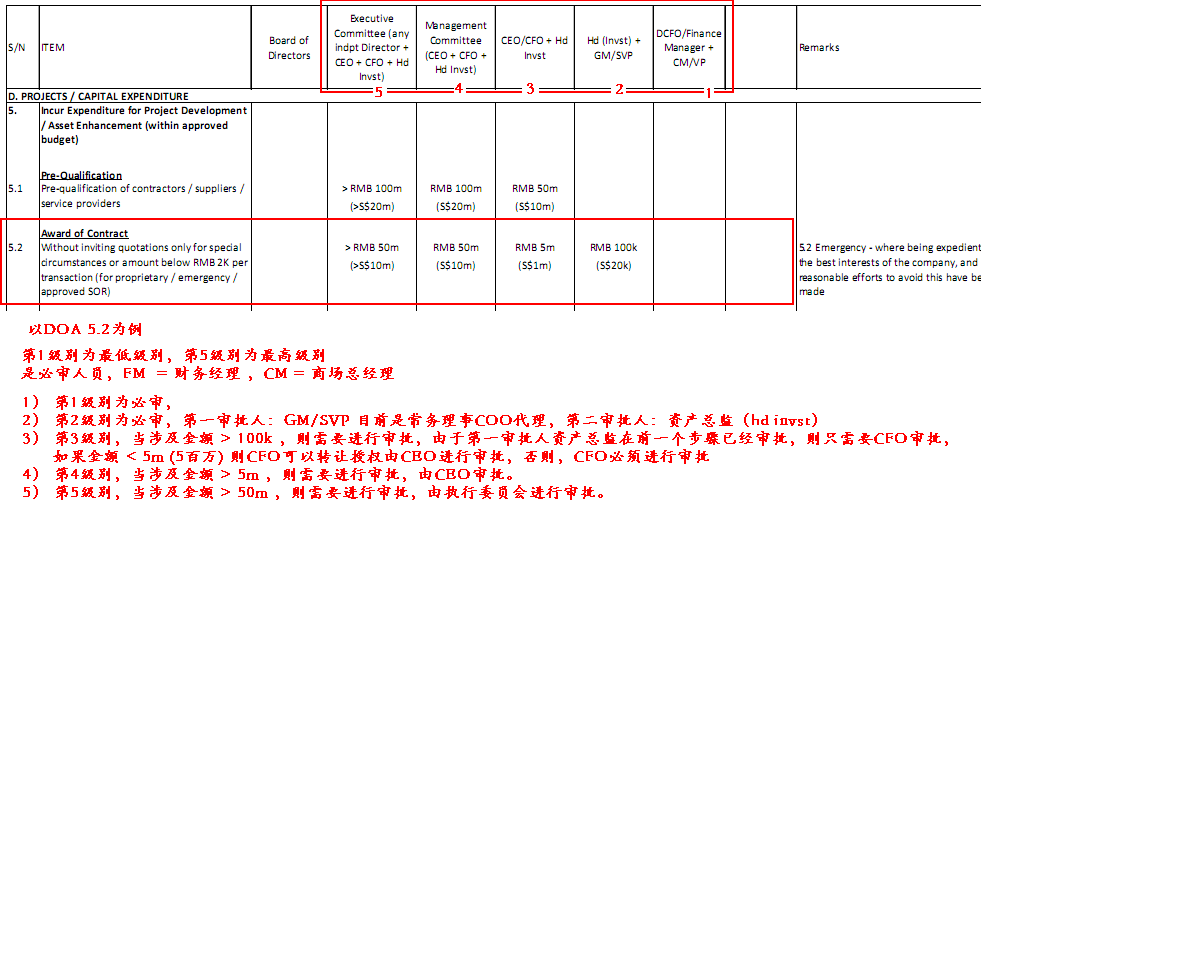 S/N
ITEM
Board of
Directors
Executive
Committee (any
indpt Director +
CEO + CFO + Hd
Invst)
Management
Committee
(CEO + CFO +
Hd Invst)
CEO/CFO + Hd
Invst
Hd (Invst) +
GM/SVP
DCFO/Finance
Manager +
CM/VP
Remarks
5
4
3
2
1
D. PROJECTS / CAPITAL EXPENDITURE
5.
Incur Expenditure for Project Development
/ Asset Enhancement (within approved
budget)
Pre-Qualification
5.1
Pre-qualification of contractors / suppliers /
service providers
> RMB 100m
(>S$20m)
RMB 100m
(S$20m)
RMB 50m
(S$10m)
Award of Contract
5.2
Without inviting quotations only for special
circumstances or amount below RMB 2K per
transaction (for proprietary / emergency /
approved SOR)
> RMB 50m
(>S$10m)
RMB 50m
(S$10m)
RMB 5m
(S$1m)
RMB 100k
(S$20k)
5.2 Emergency - where being expedient
the best interests of the company, and
reasonable efforts to avoid this have be
made
以DOA 5.2为例
第1级别为最低级别，第5级别为最高级别
是必审人员，FM = 财务经理，CM = 商场总经理
1） 第1级别为必审，
2） 第2级别为必审，第一审批人：GM/SVP 目前是常务理事COO代理，第二审批人：资产总监（hd invst）
3） 第3级别，当涉及金额 > 100k，则需要进行审批，由于第一审批人资产总监在前一个步骤已经审批，则只需要CFO审批，
如果金额 < 5m (5百万) 则CFO可以转让授权由CEO进行审批，否则，CFO必须进行审批
4） 第4级别，当涉及金额 > 5m，则需要进行审批，由CEO审批。
5） 第5级别，当涉及金额 > 50m，则需要进行审批，由执行委员会进行审批。